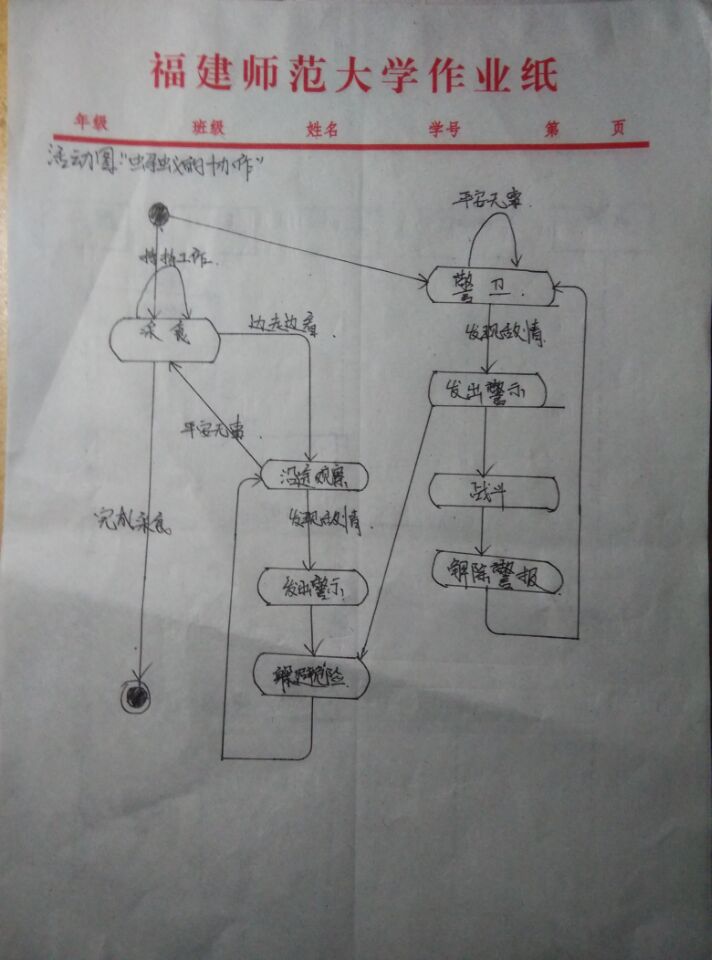 福建师范大学作业纸
年级 班级 姓名 学号 第 页
活动图:"蚂蚁的协作"
平安无事
持续工作
警卫
采食
边走边看
发现敌情
发出警示
平安无事
沿途观察
战斗
完成采食
发现敌情
解除警报
发出警示
躲避危险